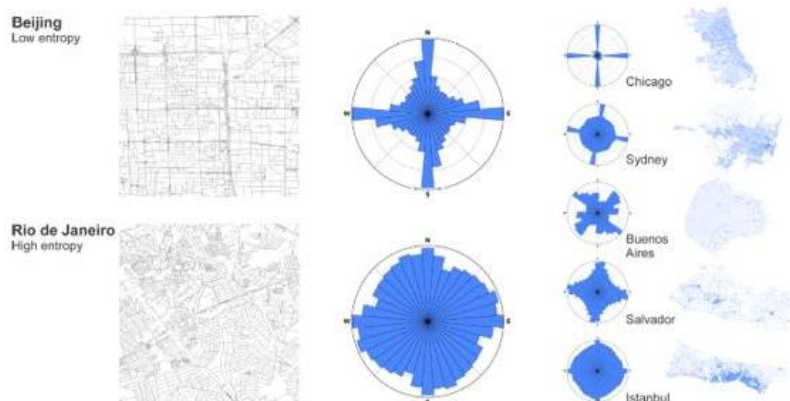 Beijing
Low entropy
N
W
E
S
Rio de Janeiro
High entropy
N
W
E
Chicago
Sydney
Buenos
Aires
Salvador
Istanbul